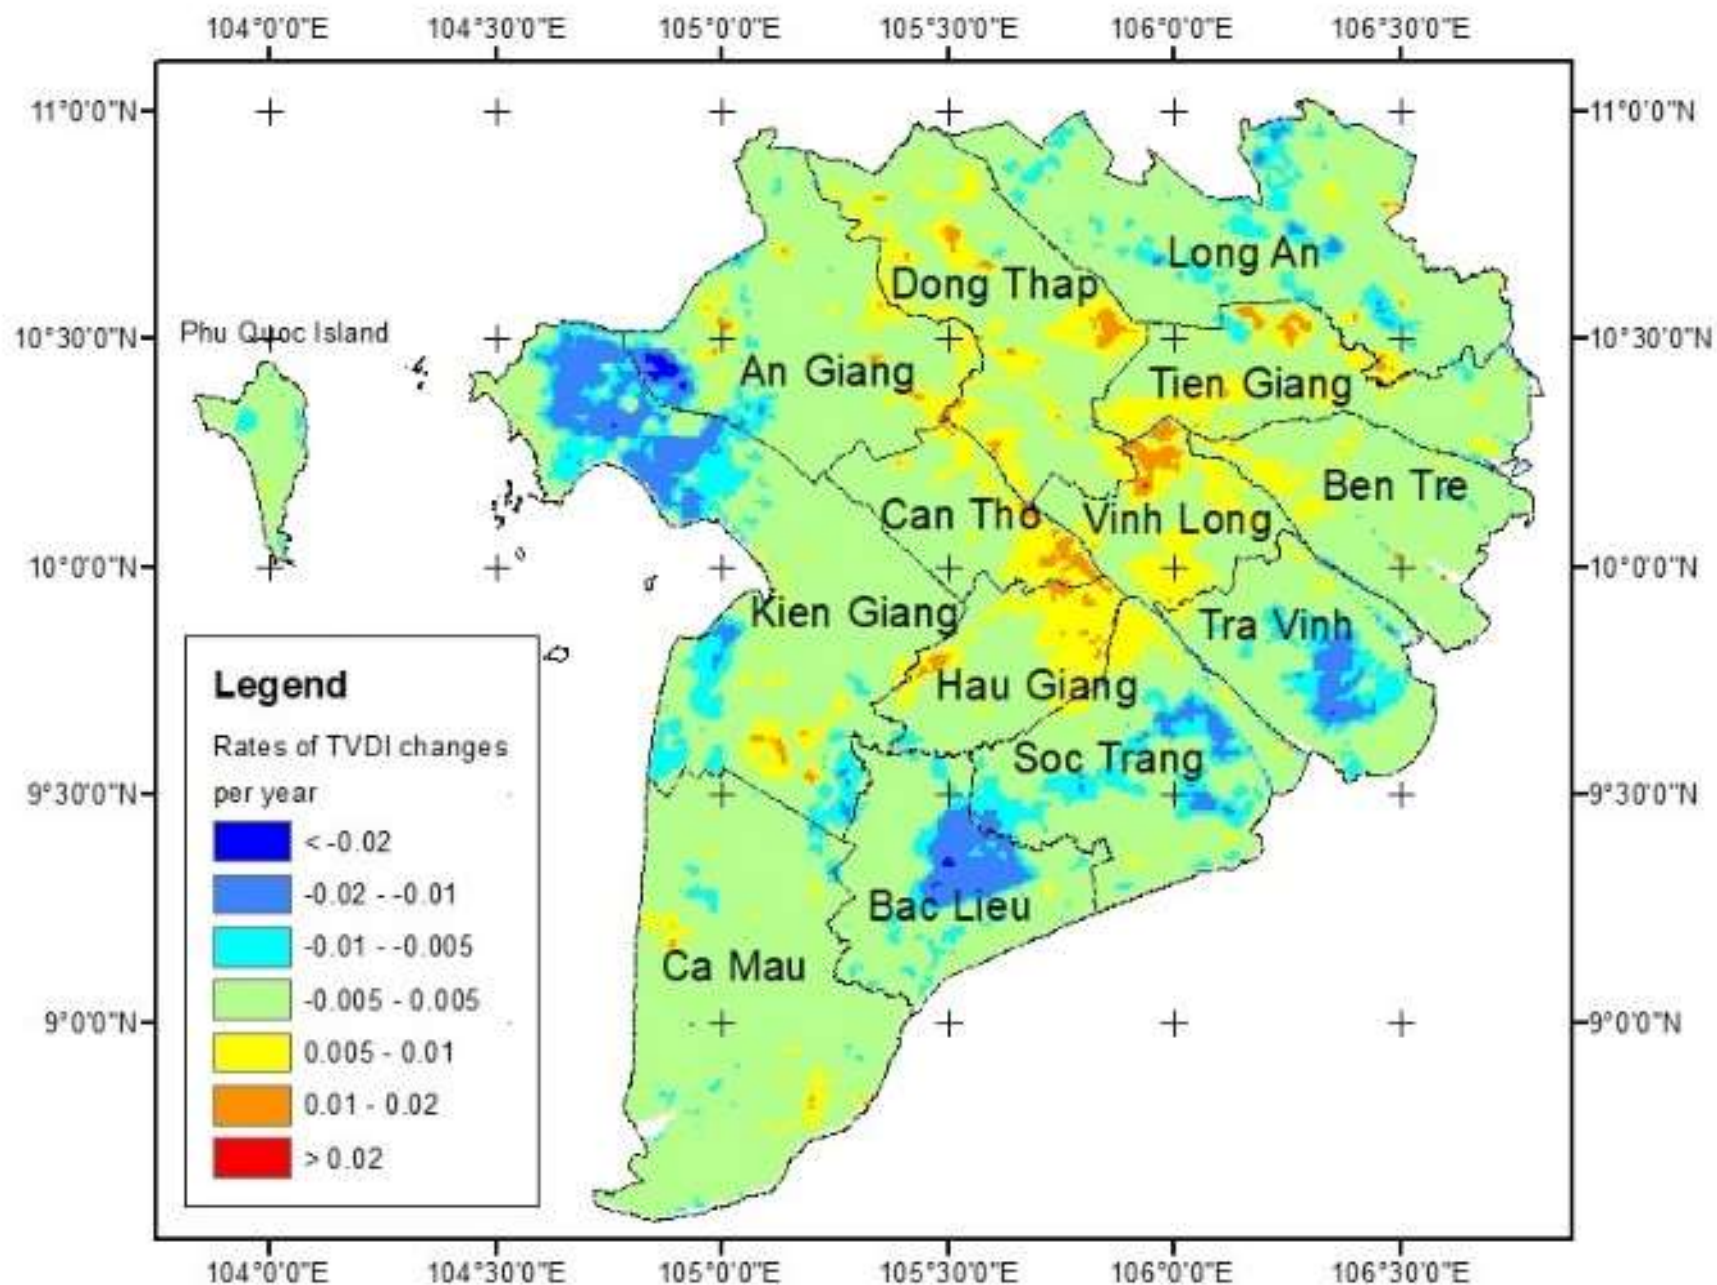 104°0'0"E 104°30'0"E 105°0'0"E 105°30'0"E 106°0'0"E 106°30'0"E
11°0'0"N 11°0'0"N
Long An
Dong Thap
Phu Quoc Island
10°30'0"N 10°30'0"N
An Giang Tien Giang
Ben Tre
Can Tho Vinh Long
10°0'0"N 10°0'0"N
Kien Giang Tra Vinh
Hau Giang
Soc Trang
9°30'0"N 9°30'0"N
Bac Lieu
Ca Mau
9°0'0"N 9°0'0"N
Legend
Rates of TVDI changes
per year
< -0.02
-0.02 - -0.01
-0.01 - -0.005
-0.005 - 0.005
0.005 - 0.01
0.01 - 0.02
> 0.02
104°0'0"E 104°30'0"E 105°0'0"E 105°30'0"E 106°0'0"E 106°30'0"E